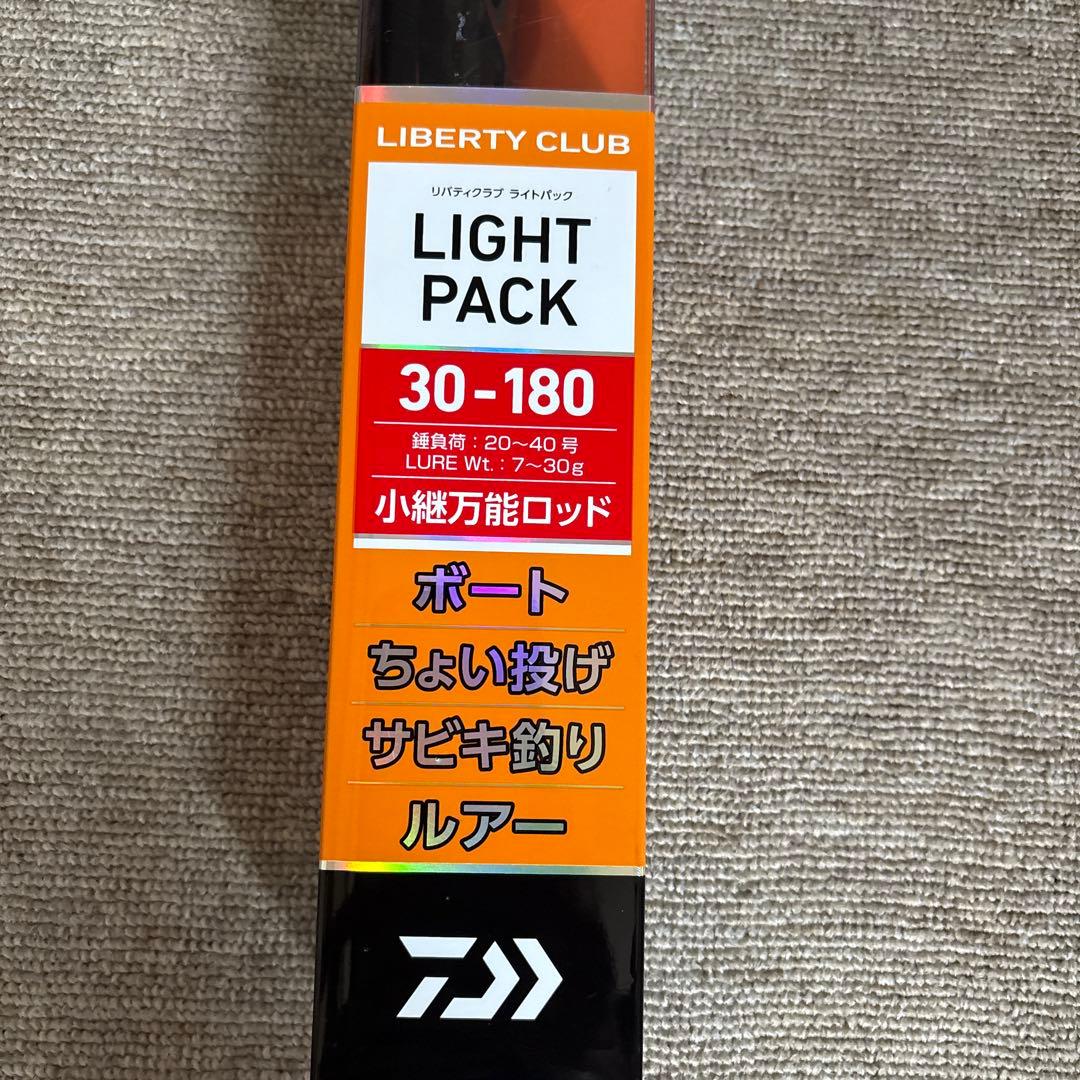 LIBERTY CLUB
リバティクラブ ライトパック
LIGHT
PACK
30-180
錘負荷：20～40号
LURE Wt.：7～30g
小継万能ロッド
ボート
ちょい投げ
サビキ釣り
ルアー